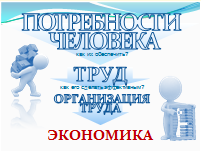 ПОТРЕБНОСТИ
ЧЕЛОВЕКА
как их обеспечить?
ТРУД
как его сделать эффективным?
ОРГАНИЗАЦИЯ
ТРУДА
ЭКОНОМИКА